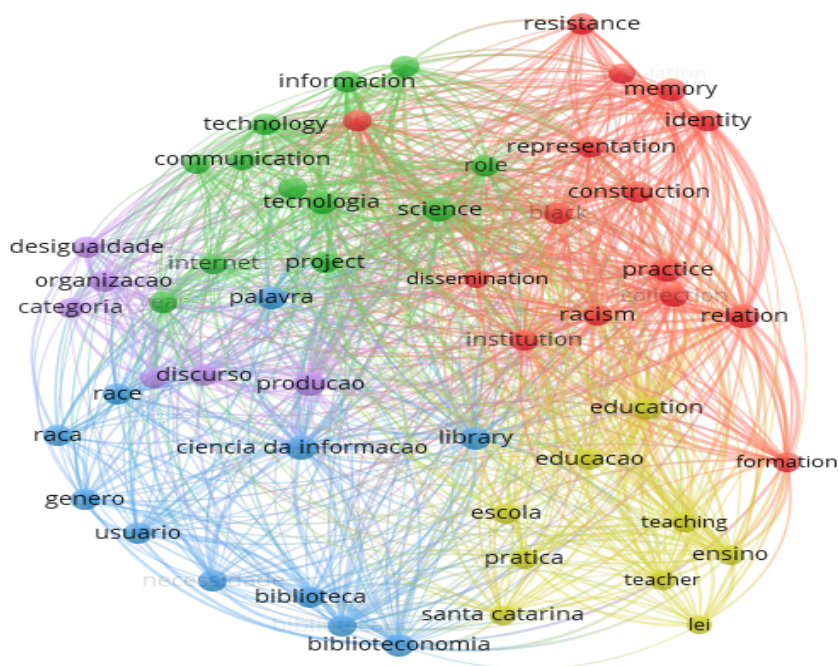 resistance
informacion
memory
technology
identity
representation
communication
role
construction
tecnologia
science
black
desigualdade
internet
project
practice
organizacao
dissemination
collection
categoria
palavra
racism
relation
institution
discurso
producao
race
education
raca
ciencia da informacao
library
educacao
formation
genero
escola
teaching
usuario
pratica
ensino
necessidade
teacher
biblioteca
santa catarina
lei
biblioteconomia